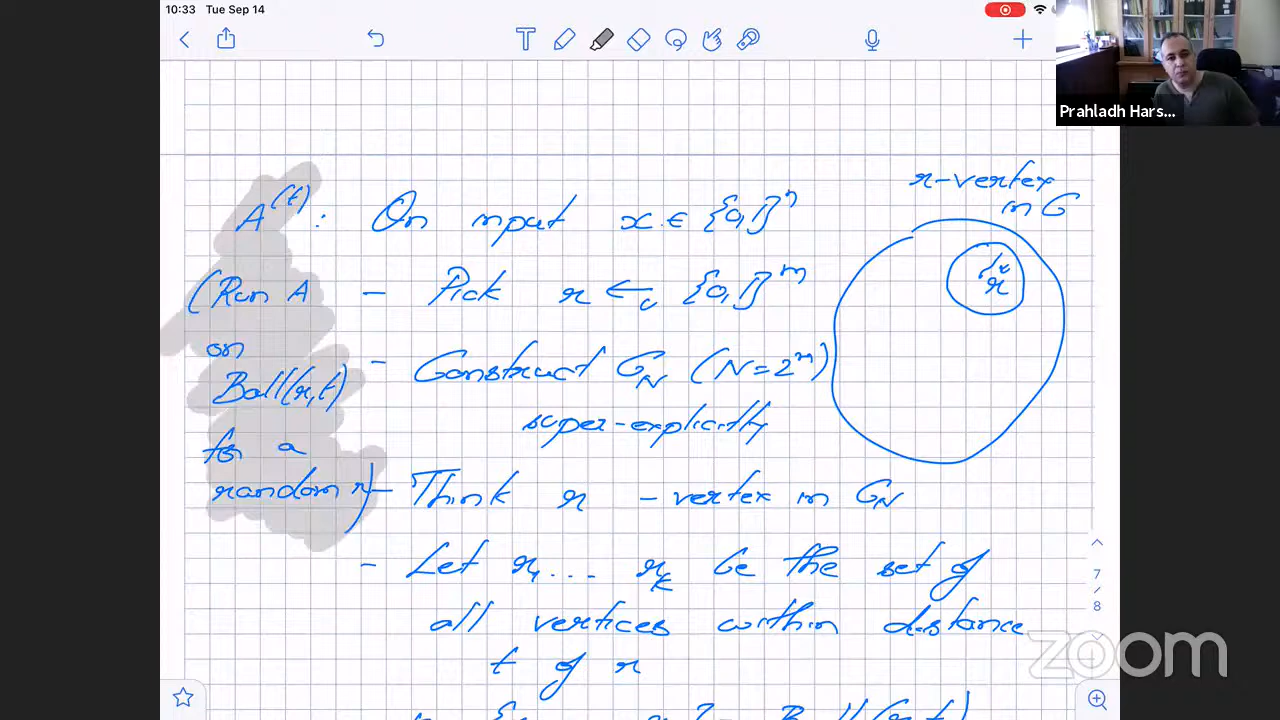 10:33 Tue Sep 14
Prahladh Hars...
r-vertex
in G
A^(t): On input x ∈ {0,1}^n
(Run A - Pick r ←_U {0,1}^m
on
Ball(r,t) - Construct G_N (N=2^m)
super-explicitly
for a
random r) - Think r - vertex in G_N
- Let r_1 ... r_k be the set of
all vertices within distance
t of r
t
r
7
/
8
zoom